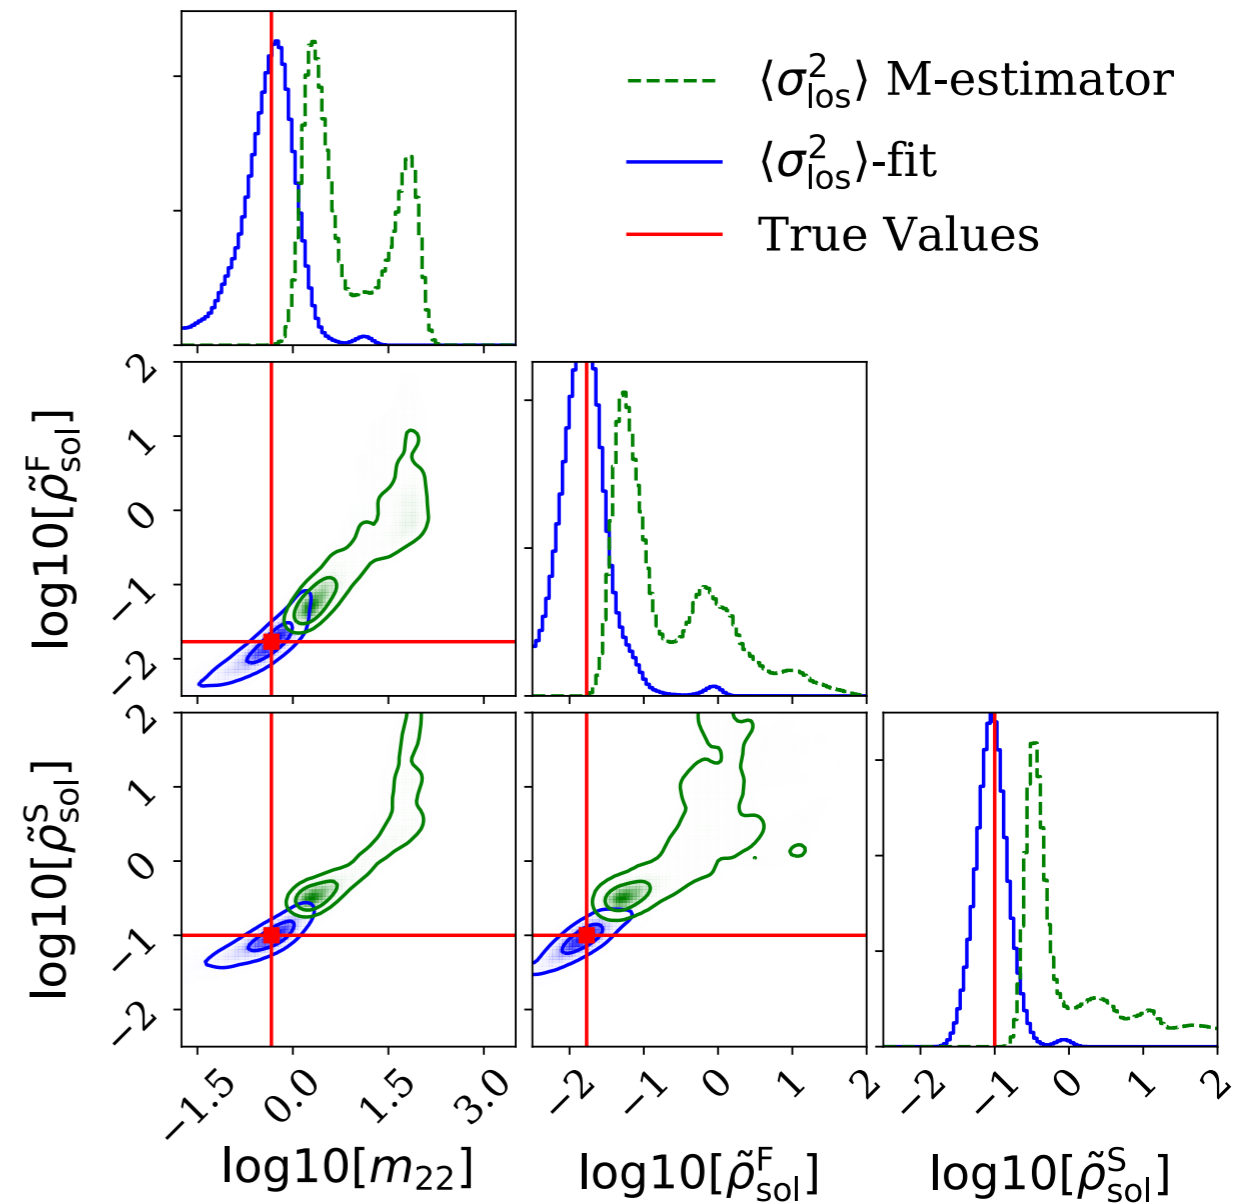 ⟨σ²los⟩ M-estimator
⟨σ²los⟩-fit
True Values
log10[ρ̃ᶠsol]
2
1
0
−1
−2
log10[ρ̃ˢsol]
2
1
0
−1
−2
−1.5 0.0 1.5 3.0
−2 −1 0 1 2
−2 −1 0 1 2
log10[m₂₂]
log10[ρ̃ᶠsol]
log10[ρ̃ˢsol]